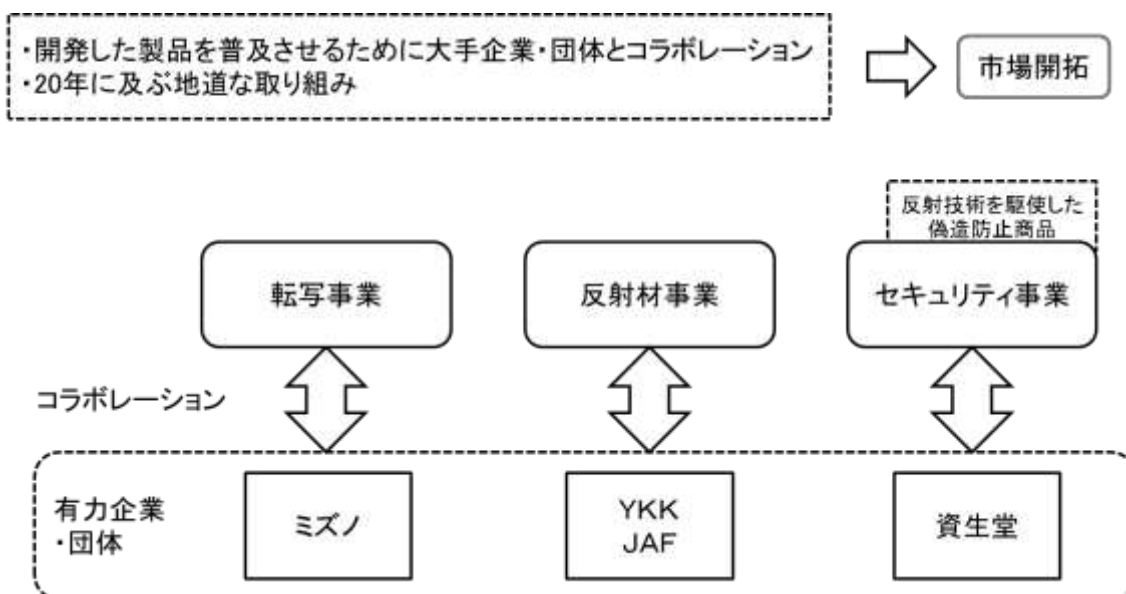 ・開発した製品を普及させるために大手企業・団体とコラボレーション
・20年に及ぶ地道な取り組み
市場開拓
反射技術を駆使した
偽造防止商品
転写事業
反射材事業
セキュリティ事業
コラボレーション
有力企業
・団体
ミズノ
YKK
JAF
資生堂